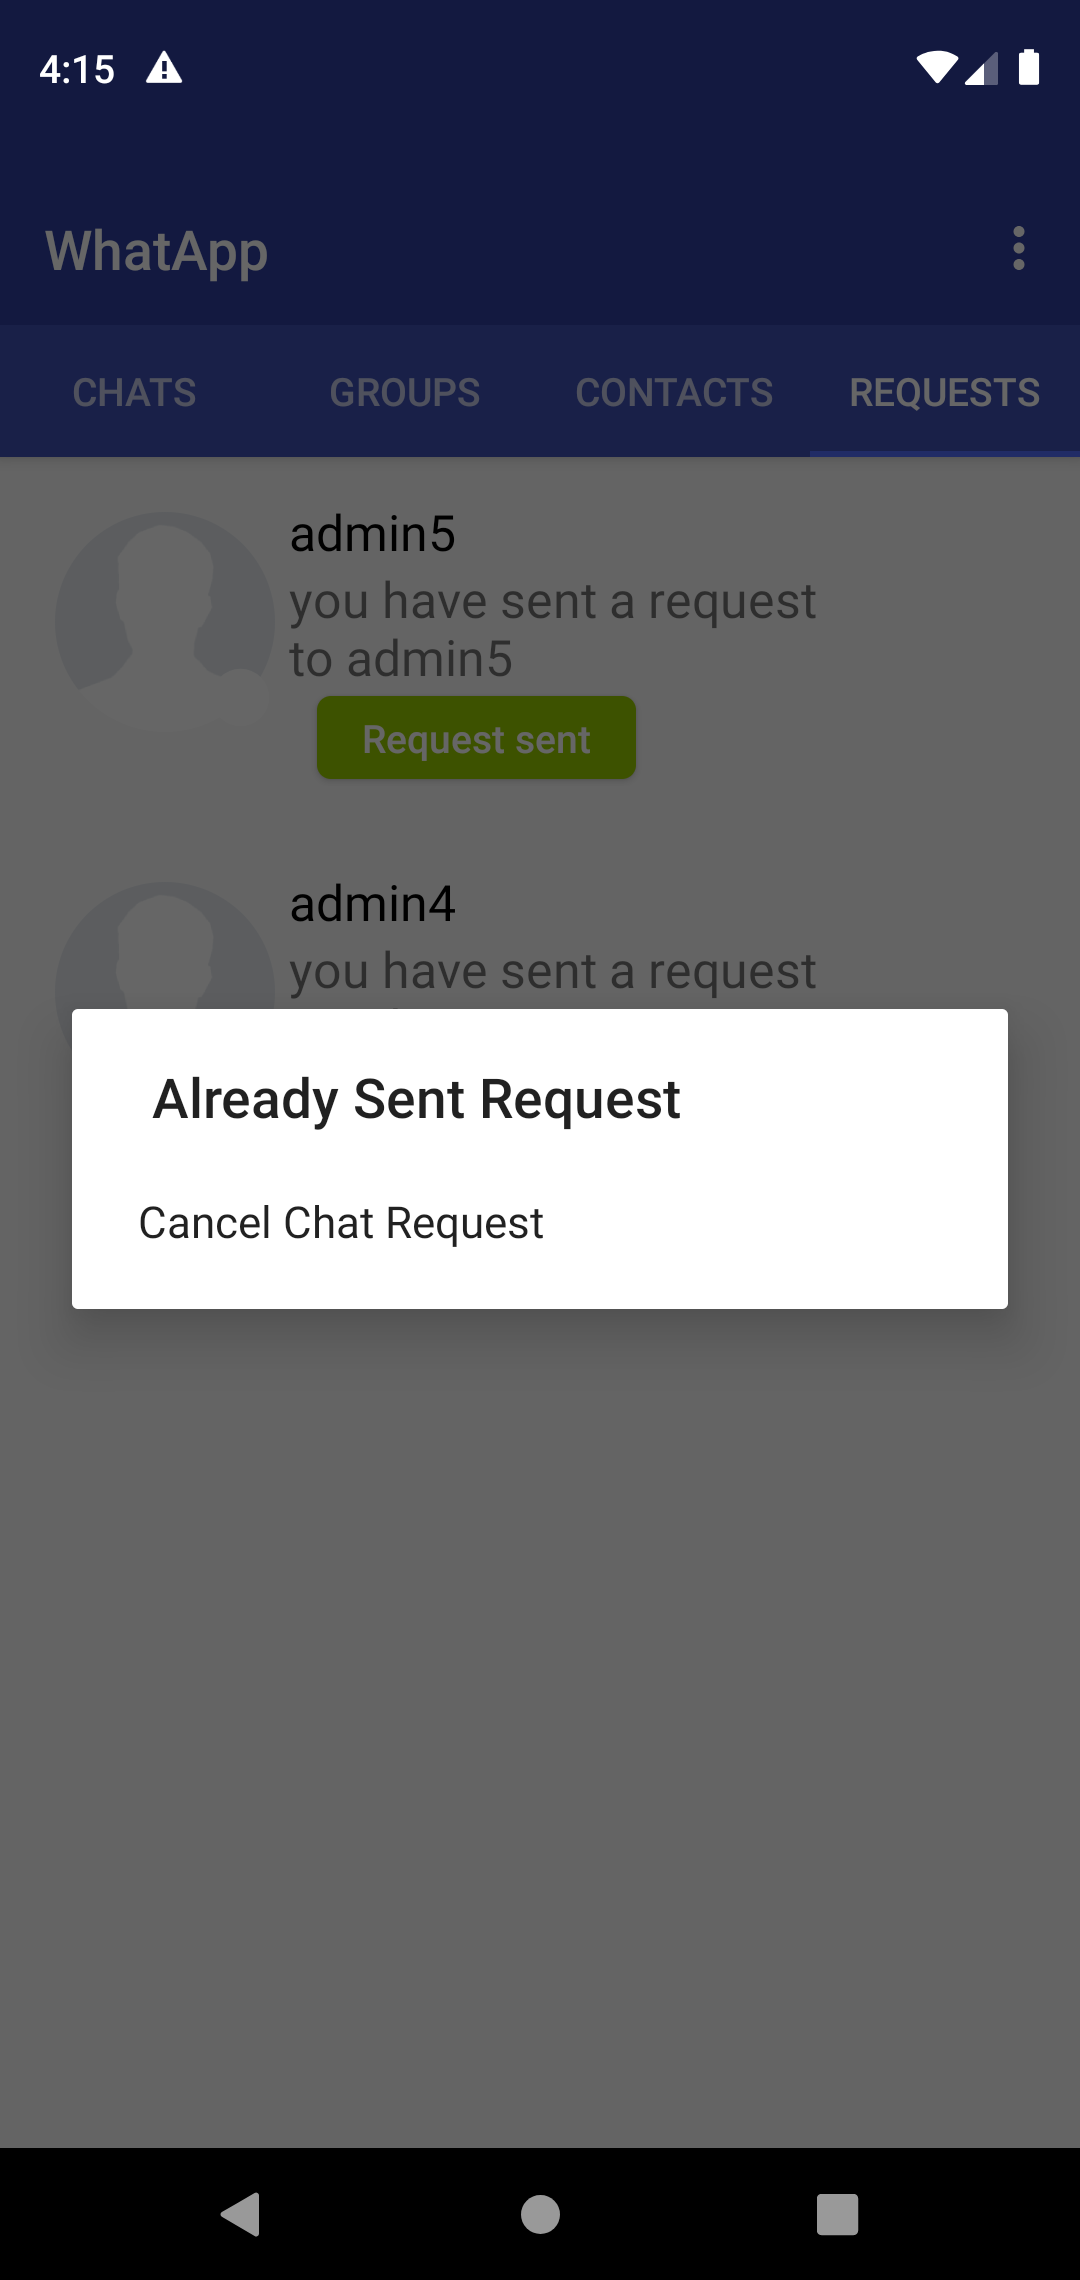 4:15
WhatApp
CHATS GROUPS CONTACTS REQUESTS
admin5
you have sent a request
to admin5
Request sent
admin4
you have sent a request
Already Sent Request
Cancel Chat Request